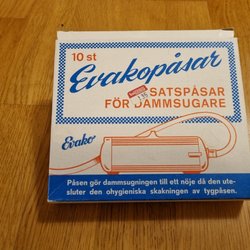 10 st
Evakopåsar
SATSPÅSAR
FÖR DAMMSUGARE
Evako
Påsen gör dammsugningen till ett nöje då den ute-
sluter den ohygieniska skakningen av tygpåsen.